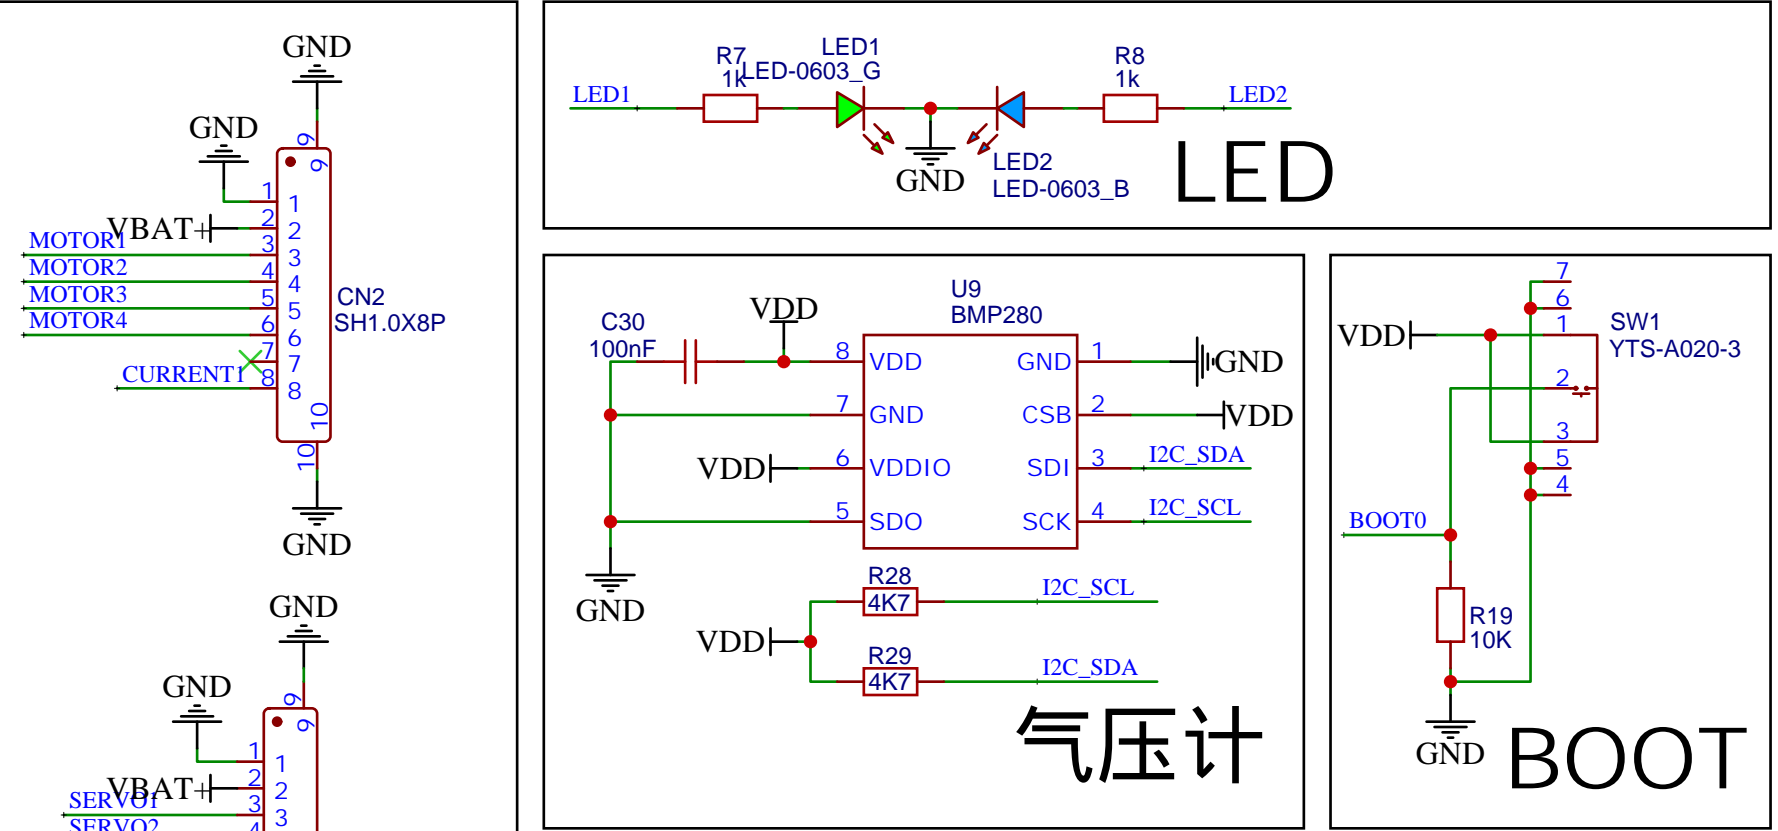 GND
9
GND
9
1
1
VBAT+
2
2
MOTOR1
3
3
MOTOR2
4
4
MOTOR3
5
5
MOTOR4
6
6
7
7
CURRENT1
8
8
CN2
SH1.0X8P
10
10
GND
GND
9
GND
9
1
1
VBAT+
2
2
SERVO1
3
3
SERVO2
4
LED1
R7
1k
LED1
LED-0603_G
GND
LED2
LED-0603_B
R8
1k
LED2
LED
C30
100nF
VDD
U9
BMP280
8
VDD
GND
1
GND
7
GND
CSB
2
VDD
VDD
6
VDDIO
SDI
3
I2C_SDA
5
SDO
SCK
4
I2C_SCL
GND
R28
4K7
I2C_SCL
VDD
R29
4K7
I2C_SDA
气压计
7
6
VDD
1
SW1
YTS-A020-3
2
3
5
4
BOOT0
R19
10K
GND
BOOT